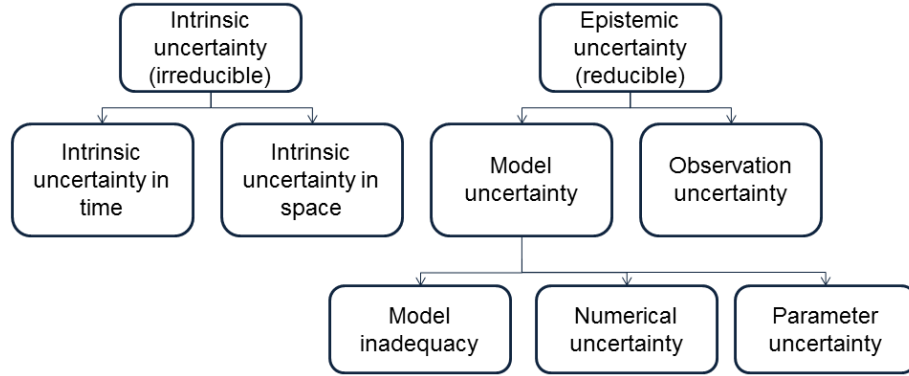 Intrinsic
uncertainty
(irreducible)
Epistemic
uncertainty
(reducible)
Intrinsic
uncertainty in
time
Intrinsic
uncertainty in
space
Model
uncertainty
Observation
uncertainty
Model
inadequacy
Numerical
uncertainty
Parameter
uncertainty